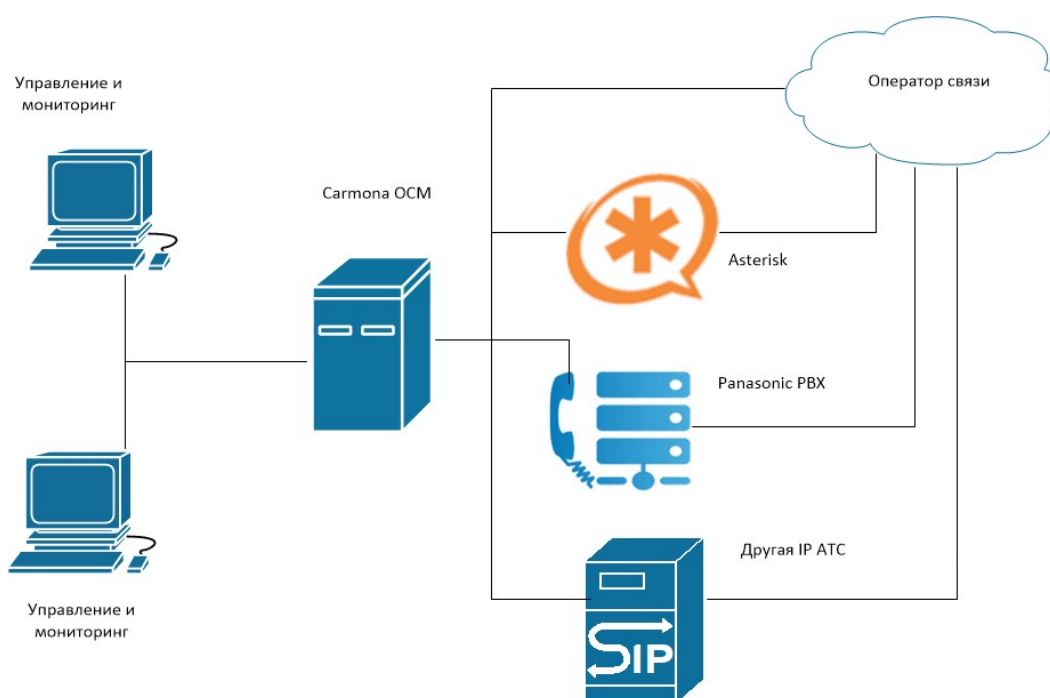 Управление и
мониторинг
Оператор связи
Carmona OCM
Asterisk
Panasonic PBX
Другая IP АТС
SIP
Управление и
мониторинг